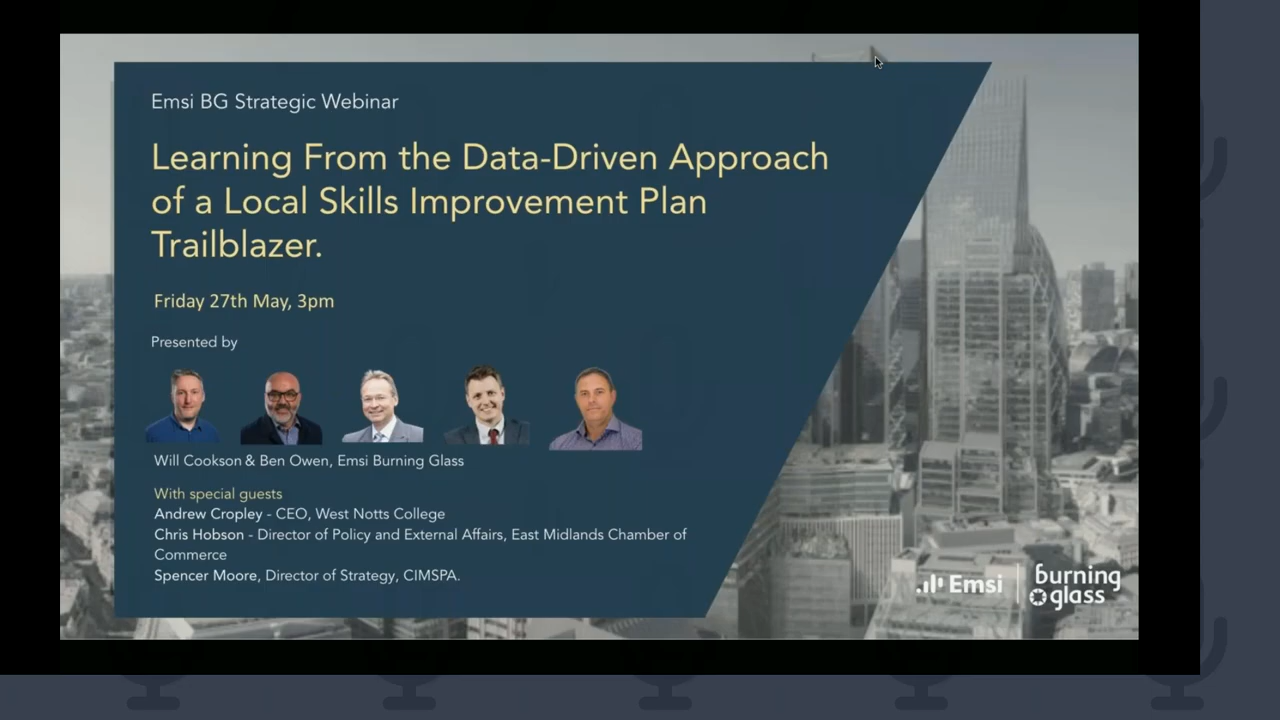 Emsi BG Strategic Webinar
Learning From the Data-Driven Approach
of a Local Skills Improvement Plan
Trailblazer.
Friday 27th May, 3pm
Presented by
Will Cookson & Ben Owen, Emsi Burning Glass
With special guests
Andrew Cropley - CEO, West Notts College
Chris Hobson - Director of Policy and External Affairs, East Midlands Chamber of
Commerce
Spencer Moore, Director of Strategy, CIMSPA.
Emsi
burning
glass